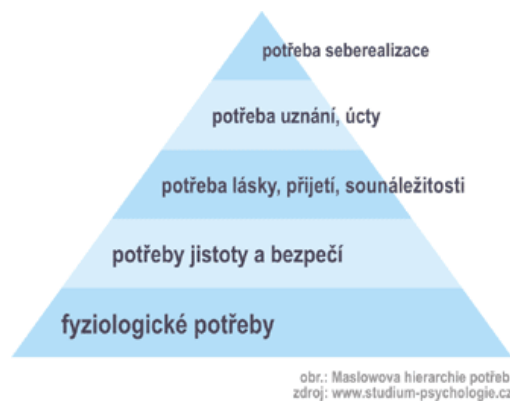 potřeba seberealizace
potřeba uznání, úcty
potřeba lásky, přijetí, sounáležitosti
potřeby jistoty a bezpečí
fyziologické potřeby
obr.: Maslowova hierarchie potřeb
zdroj: www.studium-psychologie.cz